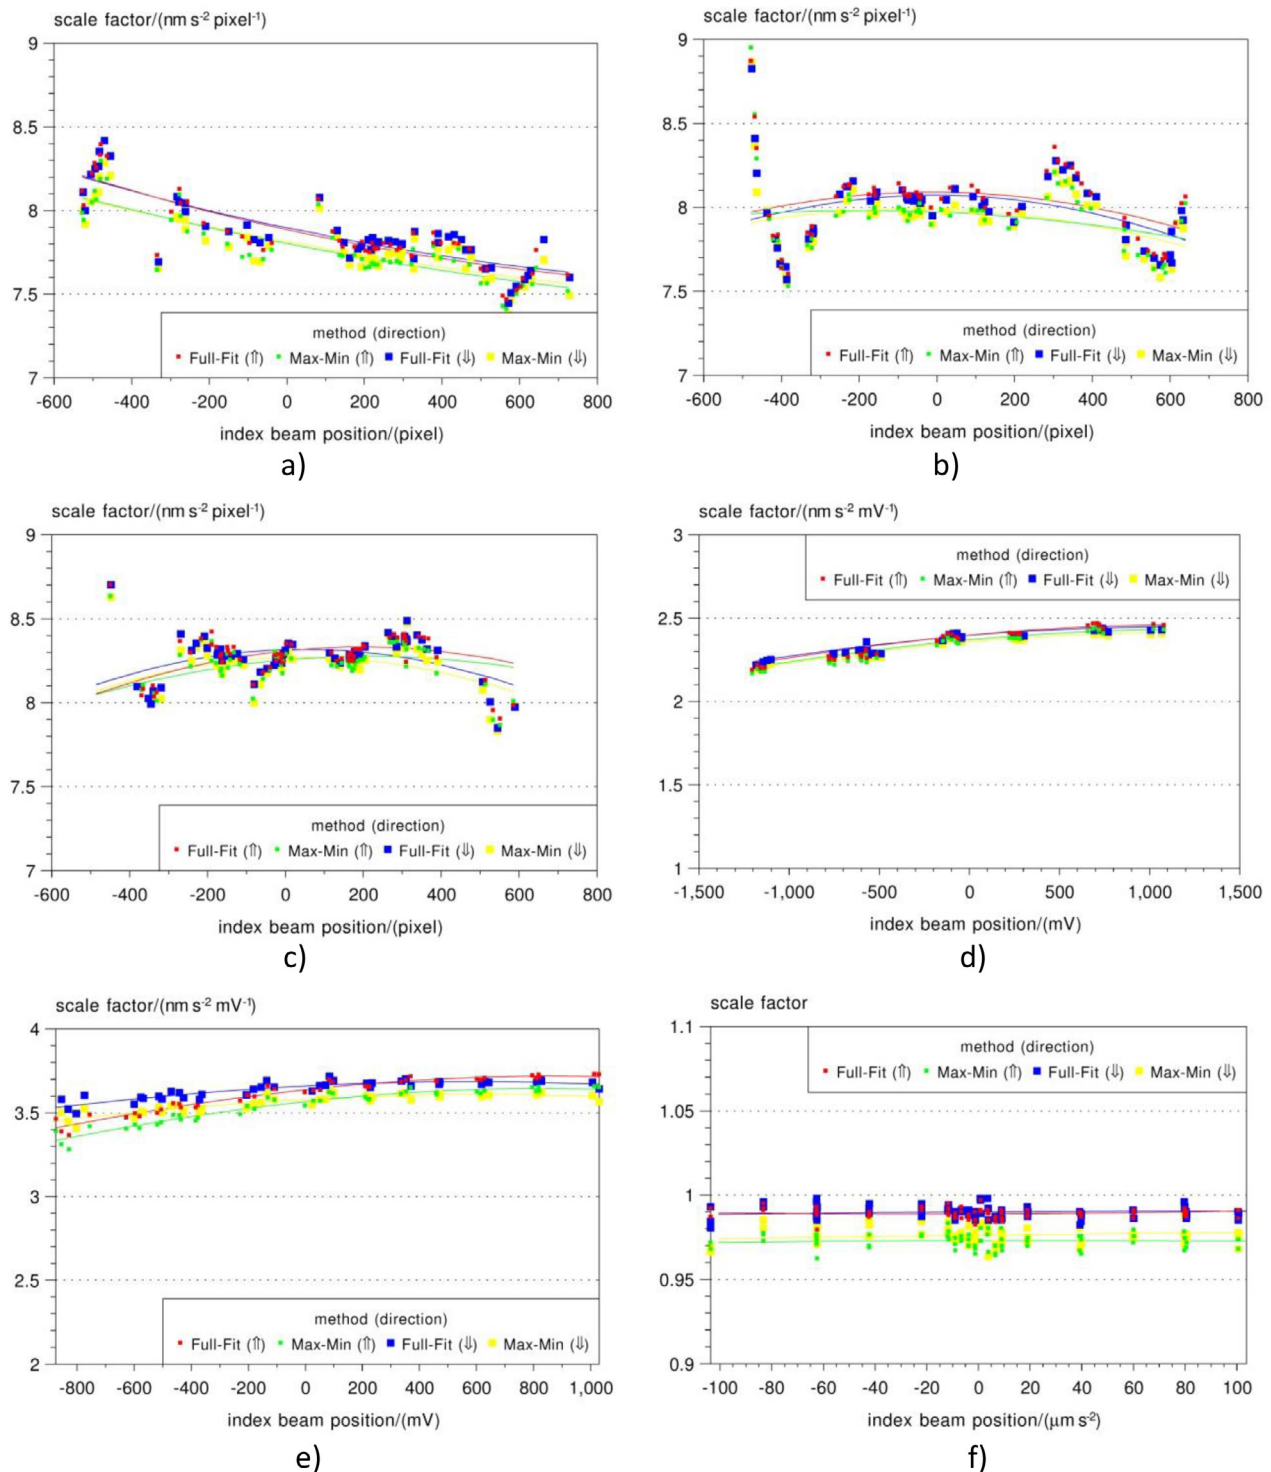 scale factor/(nm s⁻² pixel⁻¹)
9
8.5
8
7.5
7
method (direction)
Full-Fit (⇑) Max-Min (⇑) Full-Fit (⇓) Max-Min (⇓)
-600 -400 -200 0 200 400 600 800
index beam position/(pixel)
a)
scale factor/(nm s⁻² pixel⁻¹)
9
8.5
8
7.5
7
method (direction)
Full-Fit (⇑) Max-Min (⇑) Full-Fit (⇓) Max-Min (⇓)
-600 -400 -200 0 200 400 600 800
index beam position/(pixel)
b)
scale factor/(nm s⁻² pixel⁻¹)
9
8.5
8
7.5
7
method (direction)
Full-Fit (⇑) Max-Min (⇑) Full-Fit (⇓) Max-Min (⇓)
-600 -400 -200 0 200 400 600 800
index beam position/(pixel)
c)
scale factor/(nm s⁻² mV⁻¹)
3
method (direction)
Full-Fit (⇑) Max-Min (⇑) Full-Fit (⇓) Max-Min (⇓)
2.5
2
1.5
1
-1,500 -1,000 -500 0 500 1,000 1,500
index beam position/(mV)
d)
scale factor/(nm s⁻² mV⁻¹)
4
3.5
3
2.5
2
method (direction)
Full-Fit (⇑) Max-Min (⇑) Full-Fit (⇓) Max-Min (⇓)
-800 -600 -400 -200 0 200 400 600 800 1,000
index beam position/(mV)
e)
scale factor
1.1
method (direction)
Full-Fit (⇑) Max-Min (⇑) Full-Fit (⇓) Max-Min (⇓)
1.05
1
0.95
0.9
-100 -80 -60 -40 -20 0 20 40 60 80 100
index beam position/(μm s⁻²)
f)